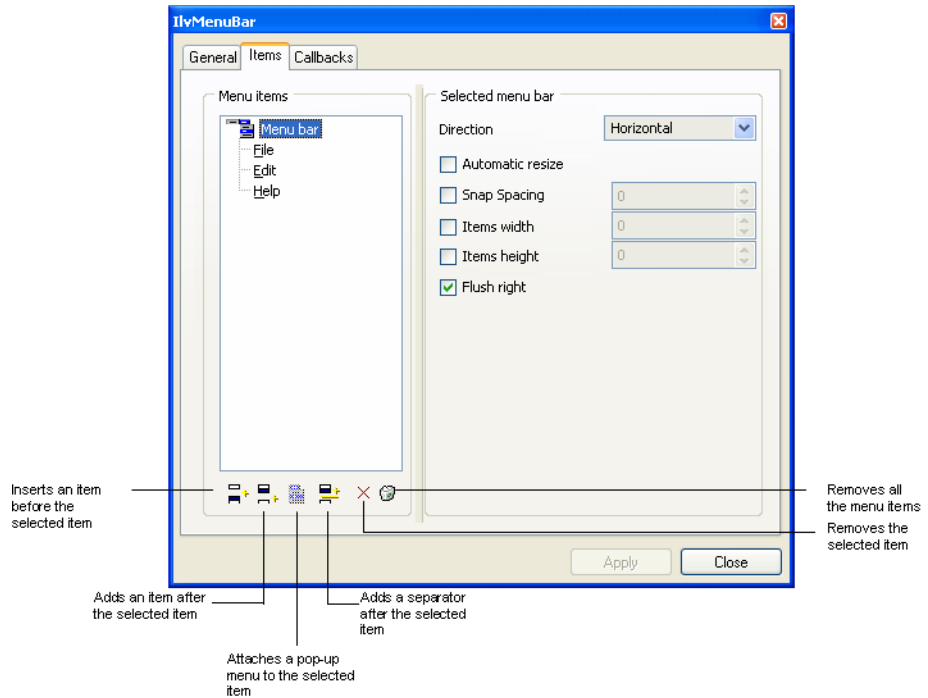 IlvMenuBar
General Items Callbacks
Menu items
Menu bar
File
Edit
Help
Selected menu bar
Direction Horizontal
Automatic resize
Snap Spacing 0
Items width 0
Items height 0
Flush right
Inserts an item
before the
selected item
Removes all
the menu items
Removes the
selected item
Apply Close
Adds an item after
the selected item
Adds a separator
after the selected
item
Attaches a pop-up
menu to the selected
item